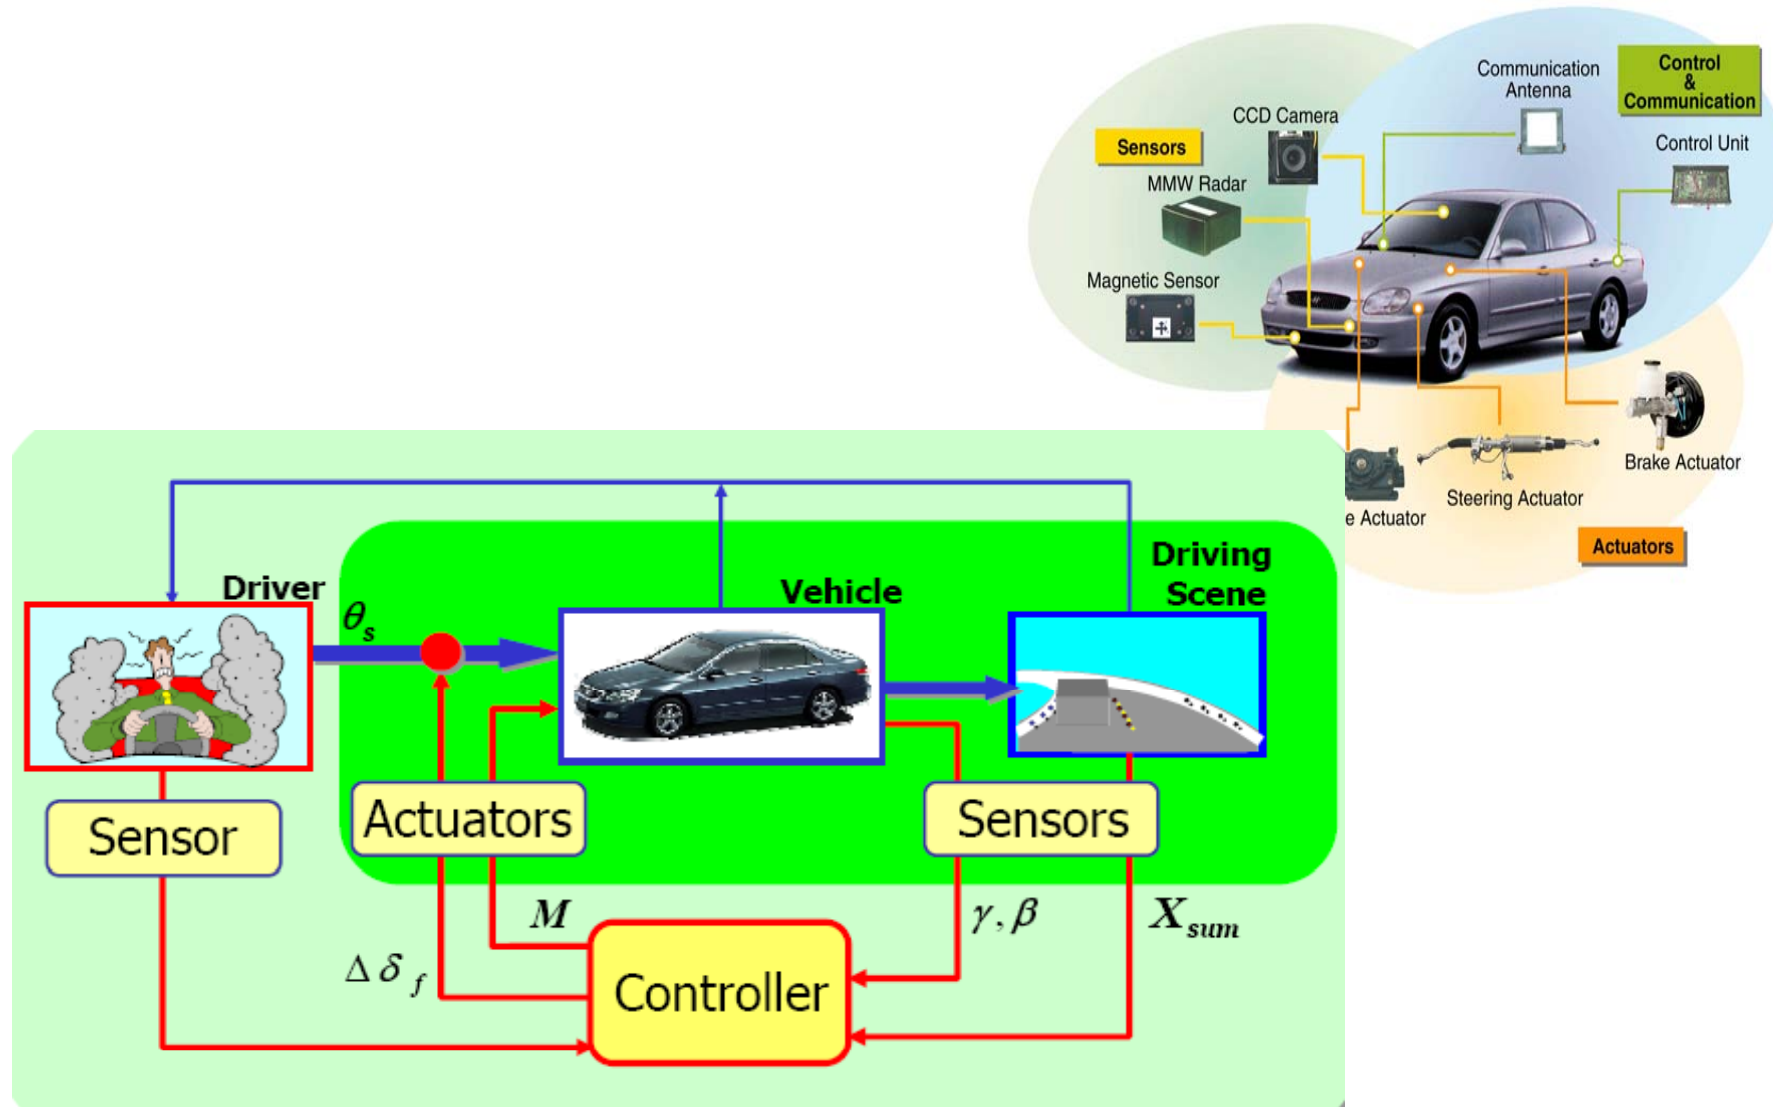 Communication
Antenna
Control
&
Communication
CCD Camera
Sensors
Control Unit
MMW Radar
Magnetic Sensor
Brake Actuator
Steering Actuator
e Actuator
Actuators
Driving
Scene
Driver
Vehicle
θs
Actuators
Sensors
Sensor
M
γ, β
Xsum
Δδf
Controller